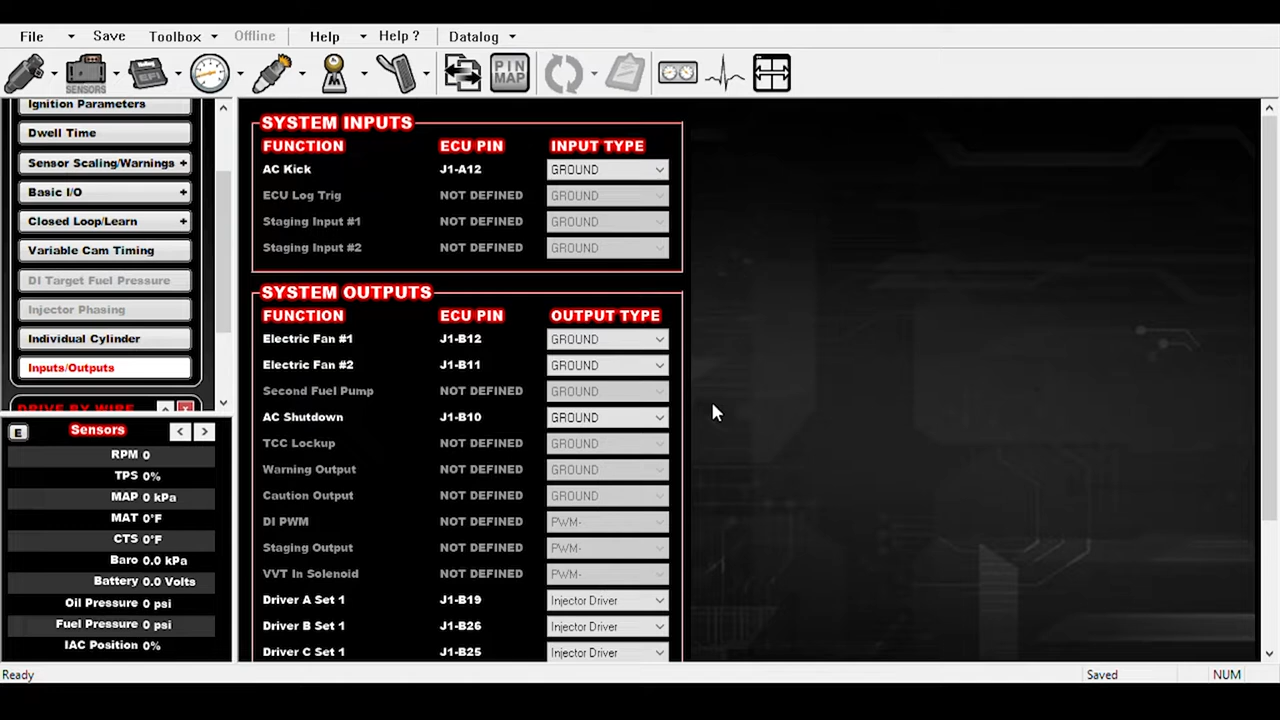 File Save Toolbox Offline Help Help ? Datalog
SENSORS EFI PIN MAP
Ignition Parameters
Dwell Time
Sensor Scaling/Warnings +
Basic I/O +
Closed Loop/Learn +
Variable Cam Timing
DI Target Fuel Pressure
Injector Phasing
Individual Cylinder
Inputs/Outputs
DRIVE BY WIRE
E Sensors < >
RPM 0
TPS 0%
MAP 0 kPa
MAT 0°F
CTS 0°F
Baro 0.0 kPa
Battery 0.0 Volts
Oil Pressure 0 psi
Fuel Pressure 0 psi
IAC Position 0%
SYSTEM INPUTS
FUNCTION ECU PIN INPUT TYPE
AC Kick J1-A12 GROUND
ECU Log Trig NOT DEFINED GROUND
Staging Input #1 NOT DEFINED GROUND
Staging Input #2 NOT DEFINED GROUND
SYSTEM OUTPUTS
FUNCTION ECU PIN OUTPUT TYPE
Electric Fan #1 J1-B12 GROUND
Electric Fan #2 J1-B11 GROUND
Second Fuel Pump NOT DEFINED GROUND
AC Shutdown J1-B10 GROUND
TCC Lockup NOT DEFINED GROUND
Warning Output NOT DEFINED GROUND
Caution Output NOT DEFINED GROUND
DI PWM NOT DEFINED PWM-
Staging Output NOT DEFINED PWM-
VVT In Solenoid NOT DEFINED PWM-
Driver A Set 1 J1-B19 Injector Driver
Driver B Set 1 J1-B26 Injector Driver
Driver C Set 1 J1-B25 Injector Driver
Ready Saved NUM